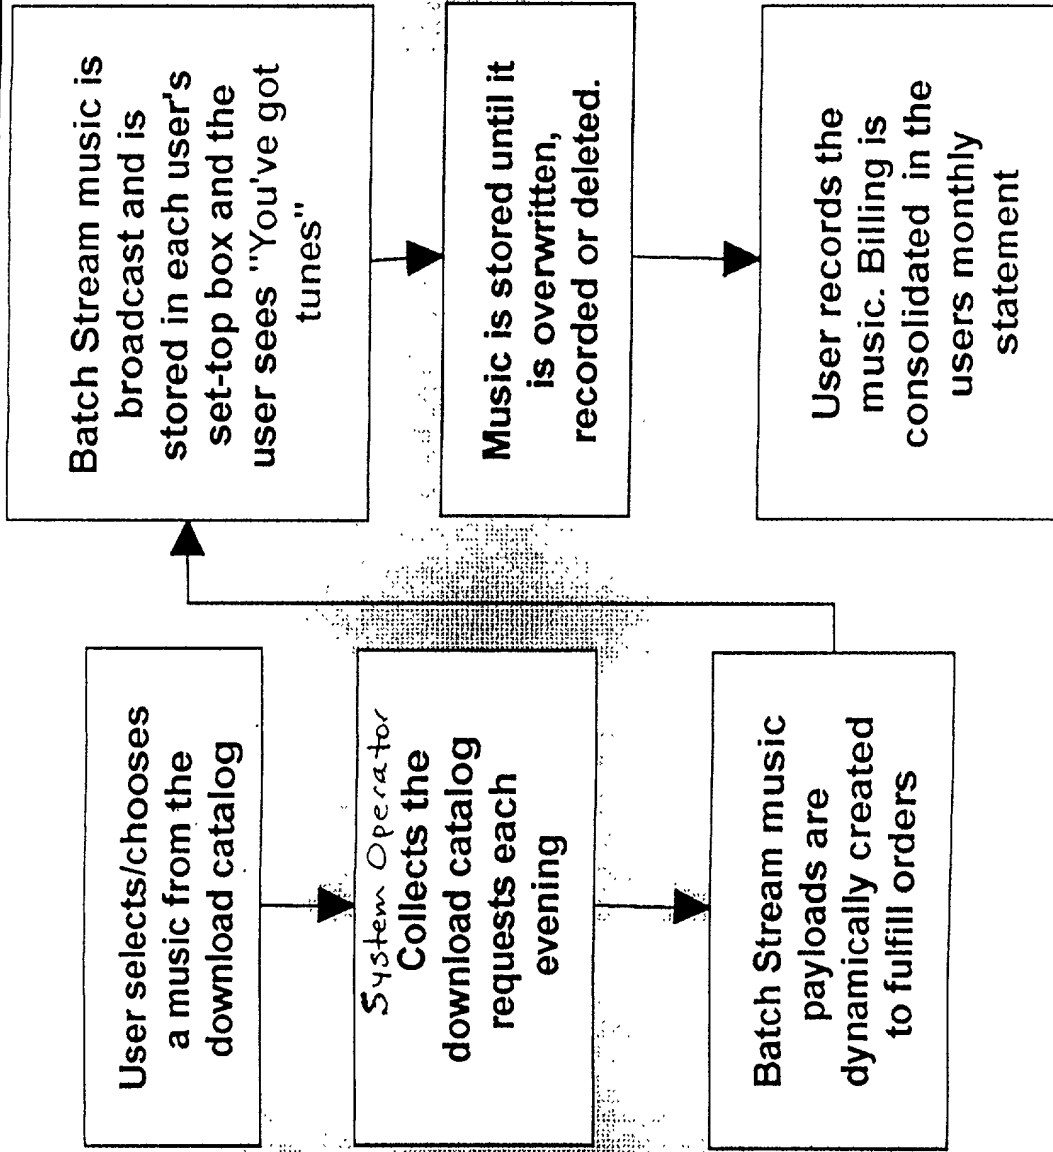 User selects/chooses
a music from the
download catalog
System Operator
Collects the
download catalog
requests each
evening
Batch Stream music
payloads are
dynamically created
to fulfill orders
Batch Stream music is
broadcast and is
stored in each user's
set-top box and the
user sees "You've got
tunes"
Music is stored until it
is overwritten,
recorded or deleted.
User records the
music. Billing is
consolidated in the
users monthly
statement